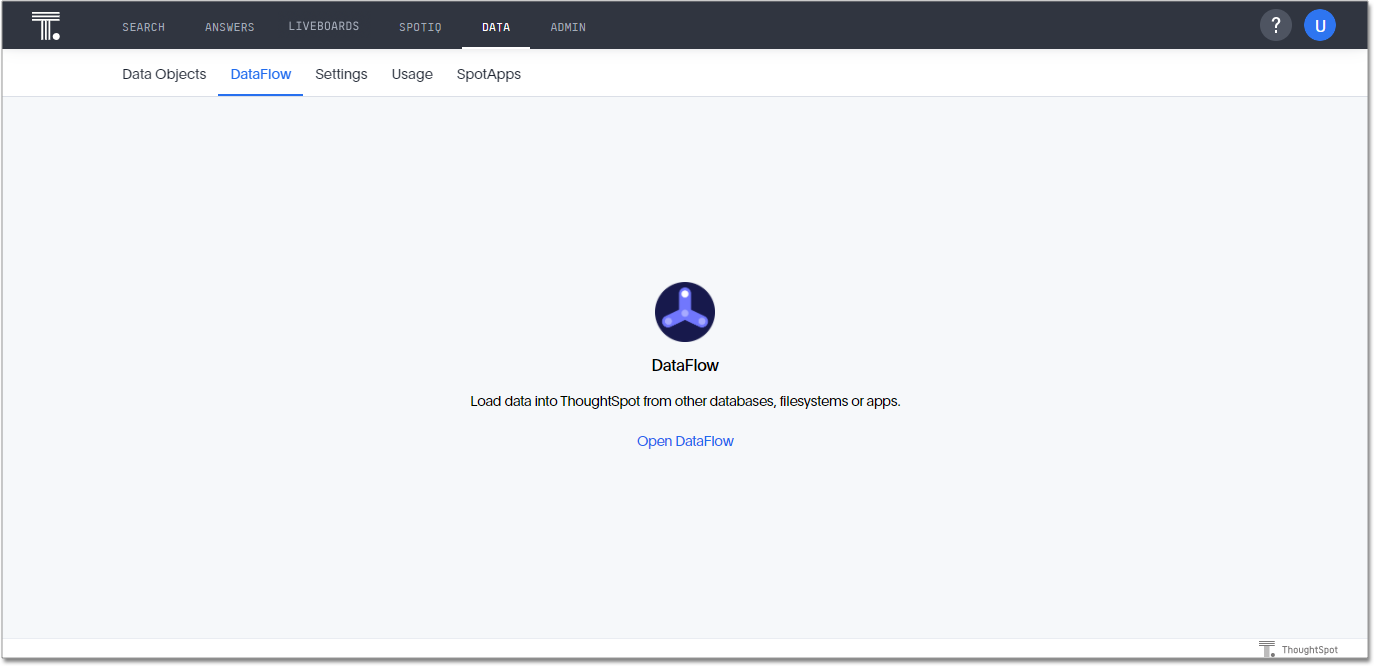 T. SEARCH ANSWERS LIVEBOARDS SPOTIQ DATA ADMIN ? U
Data Objects DataFlow Settings Usage SpotApps
DataFlow
Load data into ThoughtSpot from other databases, filesystems or apps.
Open DataFlow
T. ThoughtSpot